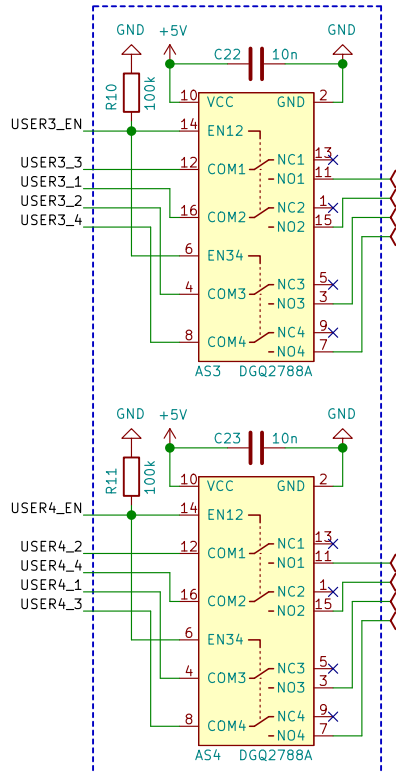 GND +5V GND
C22 10n
R10 100k
10 VCC GND 2
USER3_EN 14 EN12
NC1 13
USER3_3 12 COM1 NO1 11
USER3_1
USER3_2 16 COM2 NC2 1
USER3_4 NO2 15
6 EN34
NC3 5
4 COM3 NO3 3
NC4 9
8 COM4 NO4 7
AS3 DGQ2788A
GND +5V GND
C23 10n
R11 100k
10 VCC GND 2
USER4_EN 14 EN12
NC1 13
USER4_2 12 COM1 NO1 11
USER4_4
USER4_1 16 COM2 NC2 1
USER4_3 NO2 15
6 EN34
NC3 5
4 COM3 NO3 3
NC4 9
8 COM4 NO4 7
AS4 DGQ2788A